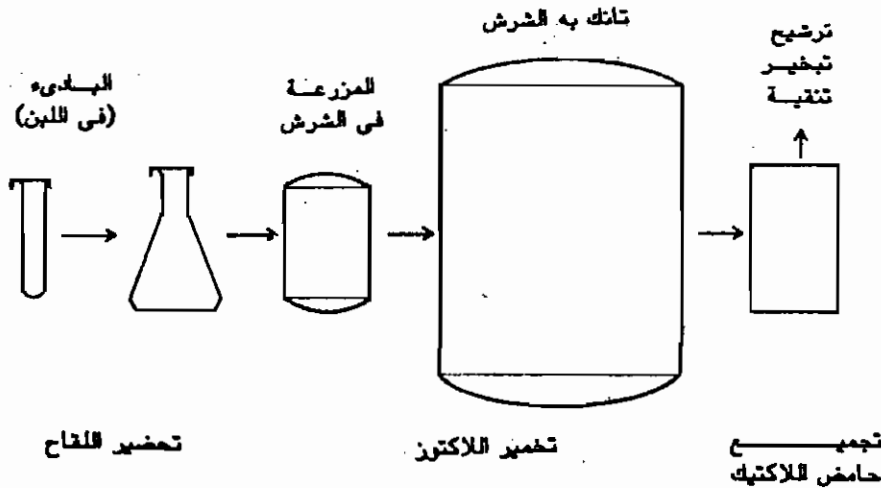 تانك به الشرش
ترشيح
تبخير
تنقية
المزرعة
فى الشرش
البادىء
(فى اللبن)
تحضير اللقاح
تخمير اللاكتوز
تجميع
حامض اللاكتيك